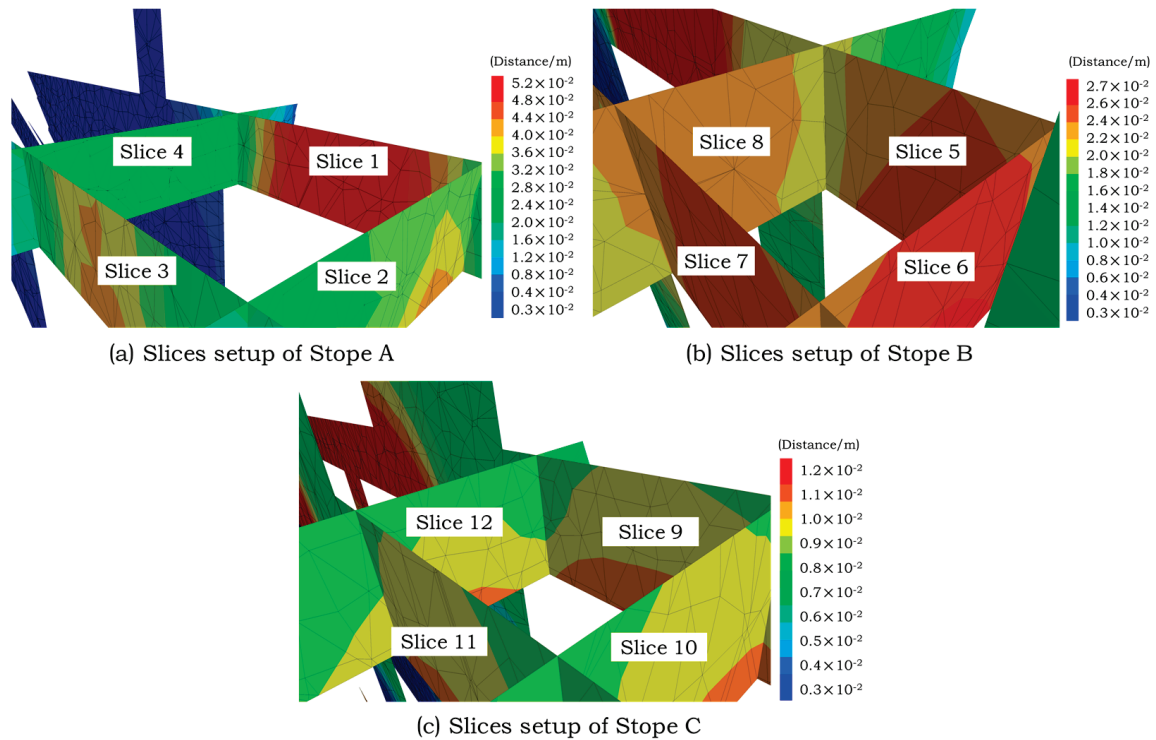 (Distance/m)
5.2×10⁻²
4.8×10⁻²
4.4×10⁻²
4.0×10⁻²
3.6×10⁻²
3.2×10⁻²
2.8×10⁻²
2.4×10⁻²
2.0×10⁻²
1.6×10⁻²
1.2×10⁻²
0.8×10⁻²
0.4×10⁻²
0.3×10⁻²
Slice 4
Slice 1
Slice 3
Slice 2
(a) Slices setup of Stope A
(Distance/m)
2.7×10⁻²
2.6×10⁻²
2.4×10⁻²
2.2×10⁻²
2.0×10⁻²
1.8×10⁻²
1.6×10⁻²
1.4×10⁻²
1.2×10⁻²
1.0×10⁻²
0.8×10⁻²
0.6×10⁻²
0.4×10⁻²
0.3×10⁻²
Slice 8
Slice 5
Slice 7
Slice 6
(b) Slices setup of Stope B
(Distance/m)
1.2×10⁻²
1.1×10⁻²
1.0×10⁻²
0.9×10⁻²
0.8×10⁻²
0.7×10⁻²
0.6×10⁻²
0.5×10⁻²
0.4×10⁻²
0.3×10⁻²
Slice 12
Slice 9
Slice 11
Slice 10
(c) Slices setup of Stope C